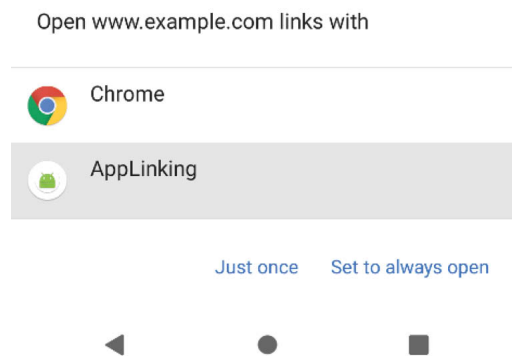 Open www.example.com links with
Chrome
AppLinking
Just once Set to always open